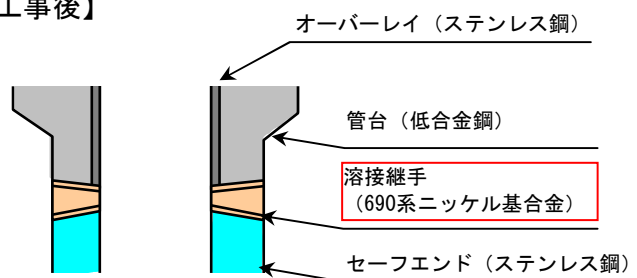 工事後】
オーバーレイ（ステンレス鋼）
管台（低合金鋼）
溶接継手
（690系ニッケル基合金）
セーフエンド（ステンレス鋼）